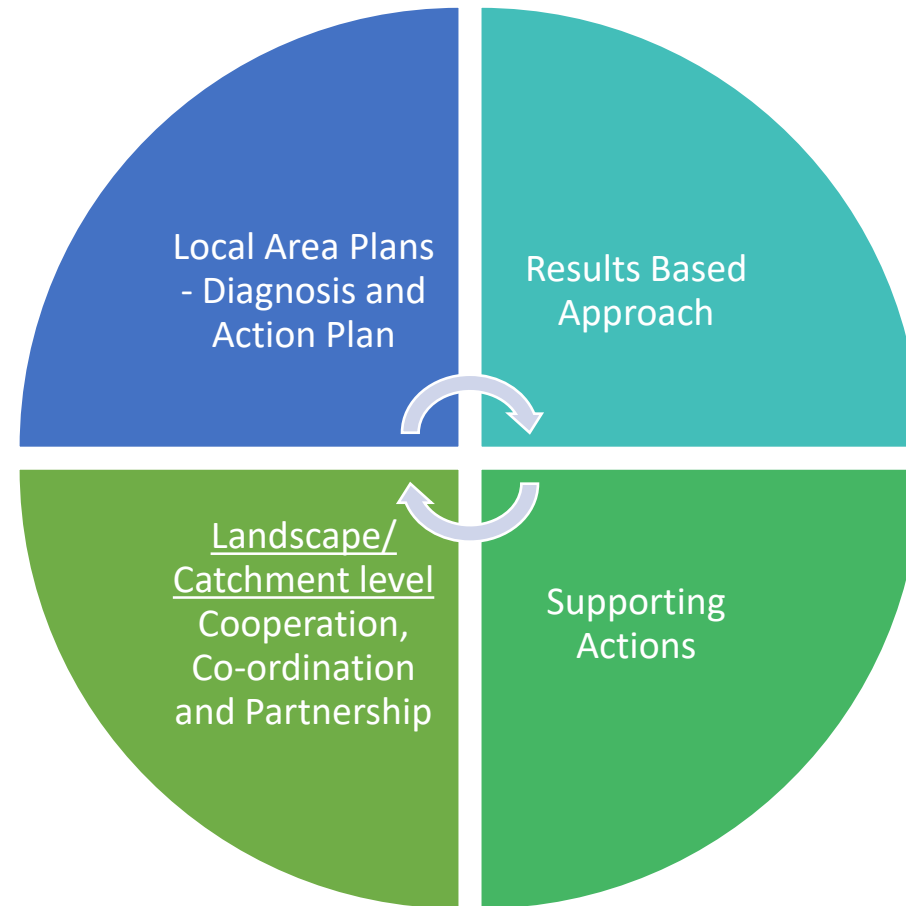 Local Area Plans
- Diagnosis and
Action Plan
Results Based
Approach
Landscape/
Catchment level
Cooperation,
Co-ordination
and Partnership
Supporting
Actions